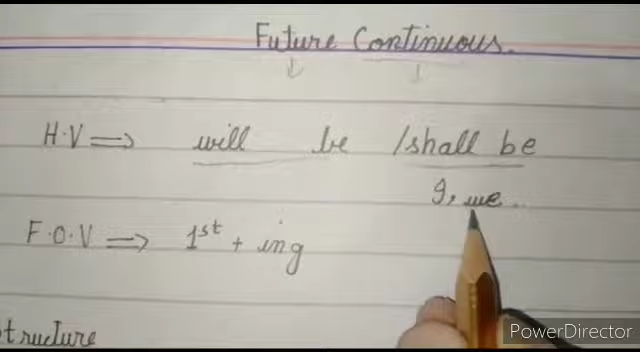 Future Continuous.
↓ ↓
H.V ⇒ will be / shall be
I, we.
F.O.V ⇒ 1st + ing
tructure
PowerDirector